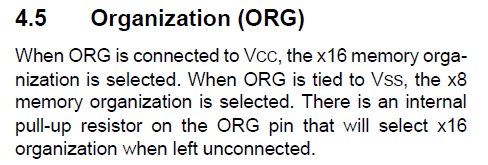 4.5 Organization (ORG)
When ORG is connected to VCC, the x16 memory orga-
nization is selected. When ORG is tied to VSS, the x8
memory organization is selected. There is an internal
pull-up resistor on the ORG pin that will select x16
organization when left unconnected.